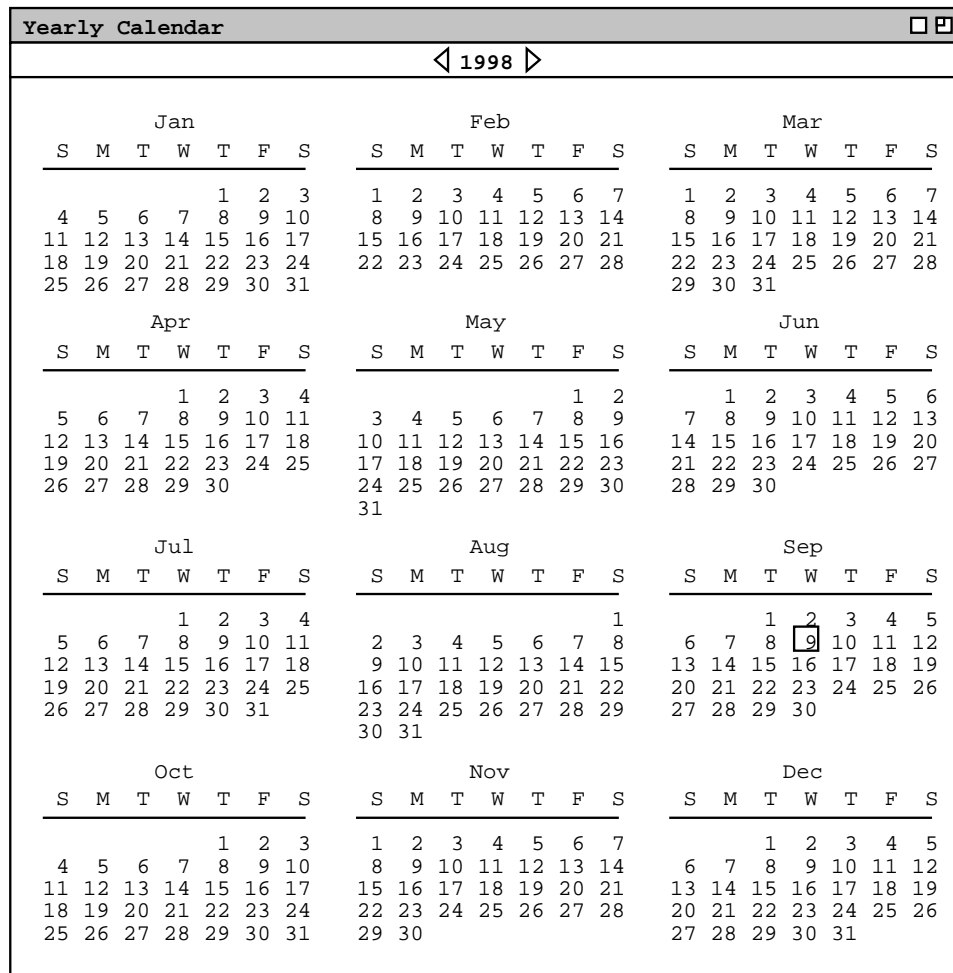 Yearly Calendar
1998
Jan Feb Mar
S M T W T F S S M T W T F S S M T W T F S
1 2 3 1 2 3 4 5 6 7 1 2 3 4 5 6 7
4 5 6 7 8 9 10 8 9 10 11 12 13 14 8 9 10 11 12 13 14
11 12 13 14 15 16 17 15 16 17 18 19 20 21 15 16 17 18 19 20 21
18 19 20 21 22 23 24 22 23 24 25 26 27 28 22 23 24 25 26 27 28
25 26 27 28 29 30 31 29 30 31
Apr May Jun
S M T W T F S S M T W T F S S M T W T F S
1 2 3 4 1 2 1 2 3 4 5 6
5 6 7 8 9 10 11 3 4 5 6 7 8 9 7 8 9 10 11 12 13
12 13 14 15 16 17 18 10 11 12 13 14 15 16 14 15 16 17 18 19 20
19 20 21 22 23 24 25 17 18 19 20 21 22 23 21 22 23 24 25 26 27
26 27 28 29 30 24 25 26 27 28 29 30 28 29 30
31
Jul Aug Sep
S M T W T F S S M T W T F S S M T W T F S
1 2 3 4 1 1 2 3 4 5
5 6 7 8 9 10 11 2 3 4 5 6 7 8 6 7 8 9 10 11 12
12 13 14 15 16 17 18 9 10 11 12 13 14 15 13 14 15 16 17 18 19
19 20 21 22 23 24 25 16 17 18 19 20 21 22 20 21 22 23 24 25 26
26 27 28 29 30 31 23 24 25 26 27 28 29 27 28 29 30
30 31
Oct Nov Dec
S M T W T F S S M T W T F S S M T W T F S
1 2 3 1 2 3 4 5 6 7 1 2 3 4 5
4 5 6 7 8 9 10 8 9 10 11 12 13 14 6 7 8 9 10 11 12
11 12 13 14 15 16 17 15 16 17 18 19 20 21 13 14 15 16 17 18 19
18 19 20 21 22 23 24 22 23 24 25 26 27 28 20 21 22 23 24 25 26
25 26 27 28 29 30 31 29 30 27 28 29 30 31